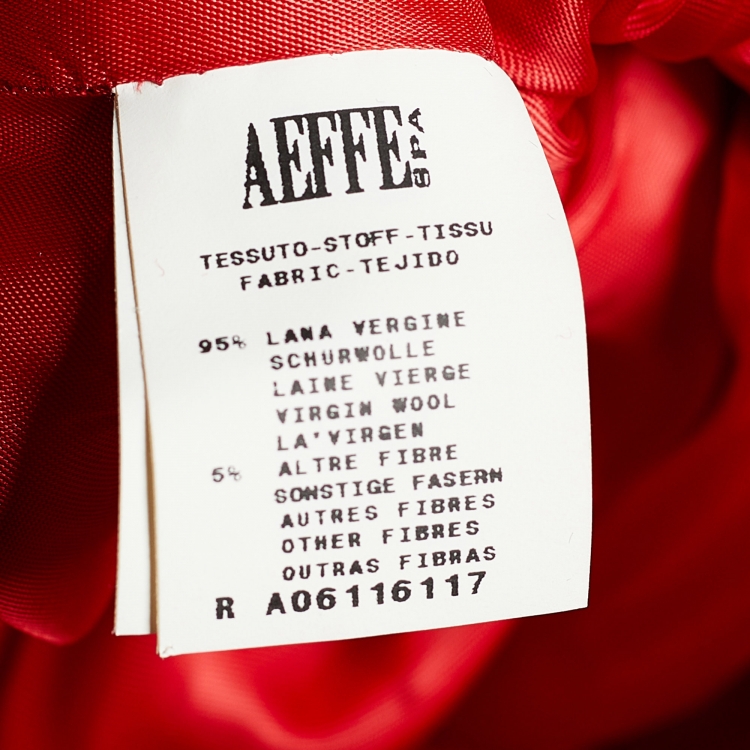 AEFFE SPA
TESSUTO-STOFF-TISSU
FABRIC-TEJIDO
95% LANA VERGINE
SCHURWOLLE
LAINE VIERGE
VIRGIN WOOL
LA'VIRGEN
5% ALTRE FIBRE
SONSTIGE FASERN
AUTRES FIBRES
OTHER FIBRES
OUTRAS FIBRAS
R A06116117